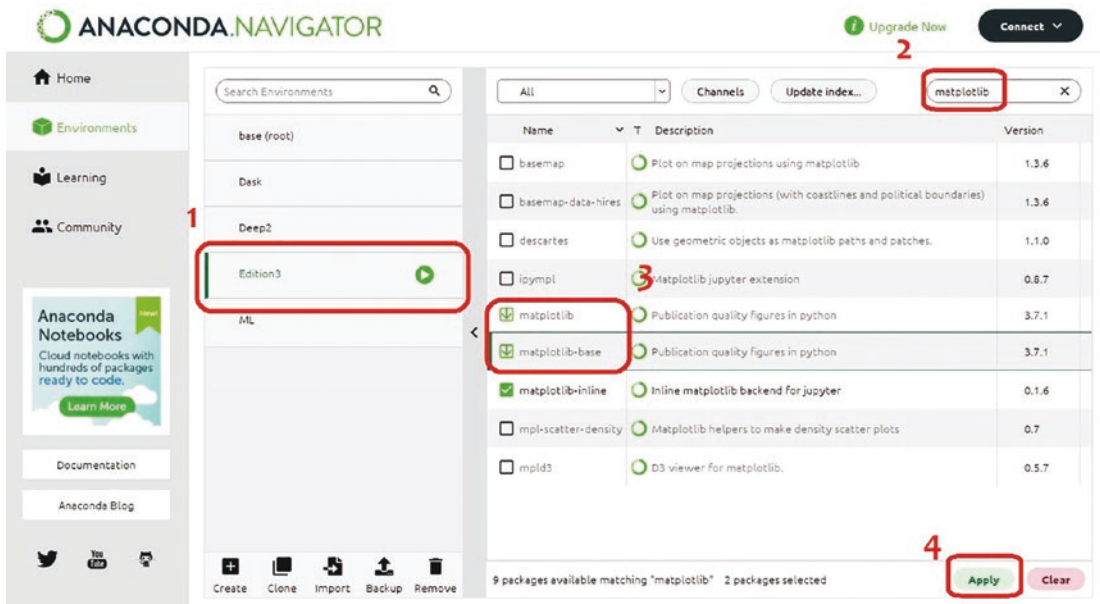 ANACONDA.NAVIGATOR
Upgrade Now
Connect
2
Home
Environments
Learning
Community
Anaconda Notebooks
New!
Cloud notebooks with
hundreds of packages
ready to code.
Learn More
Documentation
Anaconda Blog
You
Tube
Search Environments
base (root)
Dask
Deep2
1
Edition3
ML
Create Clone Import Backup Remove
All Channels Update index... matplotlib X
Name T Description Version
basemap Plot on map projections using matplotlib 1.3.6
basemap-data-hires Plot on map projections (with coastlines and political boundaries)
using matplotlib. 1.3.6
descartes Use geometric objects as matplotlib paths and patches. 1.1.0
3
ipympl Matplotlib jupyter extension 0.8.7
matplotlib Publication quality figures in python 3.7.1
matplotlib-base Publication quality figures in python 3.7.1
matplotlib-inline Inline matplotlib backend for jupyter 0.1.6
mpl-scatter-density Matplotlib helpers to make density scatter plots 0.7
mpld3 D3 viewer for matplotlib. 0.5.7
4
9 packages available matching "matplotlib" 2 packages selected
Apply Clear